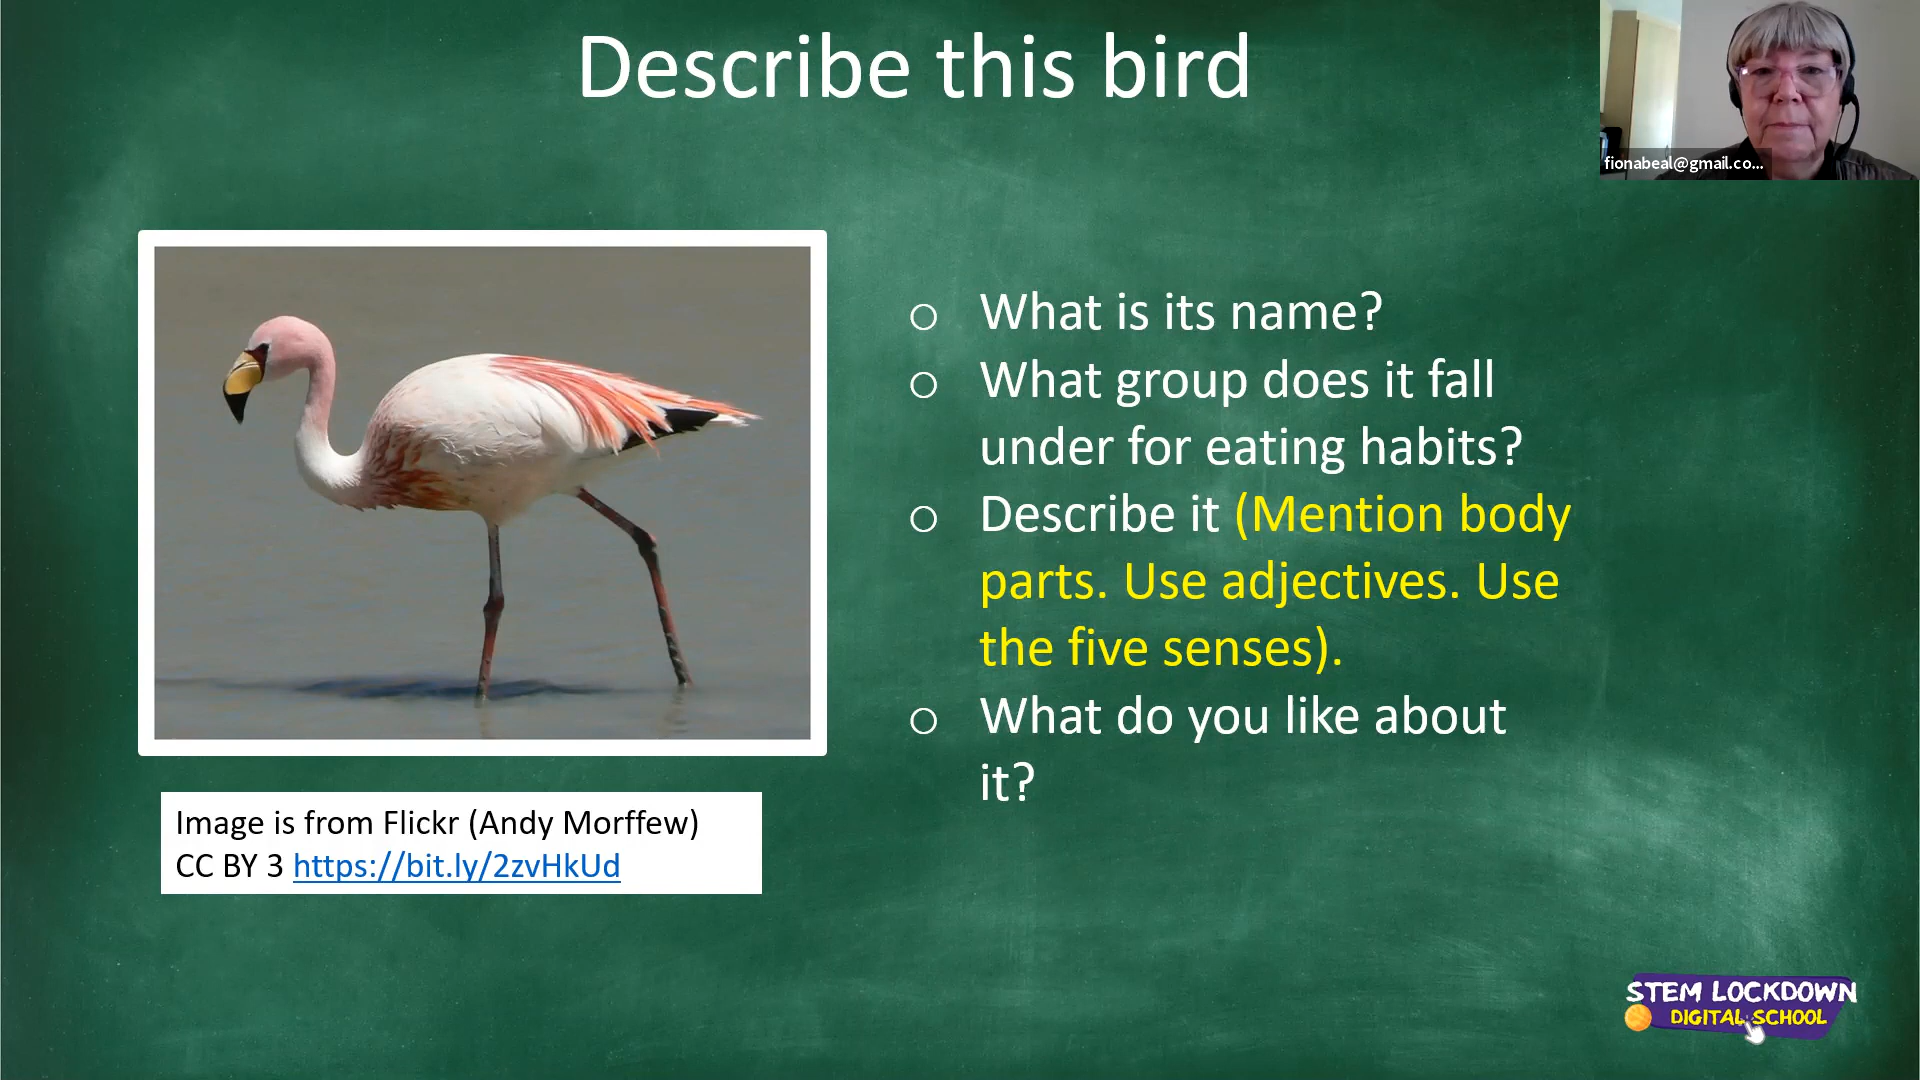 Describe this bird
fionabeal@gmail.co...
○ What is its name?
○ What group does it fall
under for eating habits?
○ Describe it (Mention body
parts. Use adjectives. Use
the five senses).
○ What do you like about
it?
Image is from Flickr (Andy Morffew)
CC BY 3 https://bit.ly/2zvHkUd
STEM LOCKDOWN
DIGITAL SCHOOL